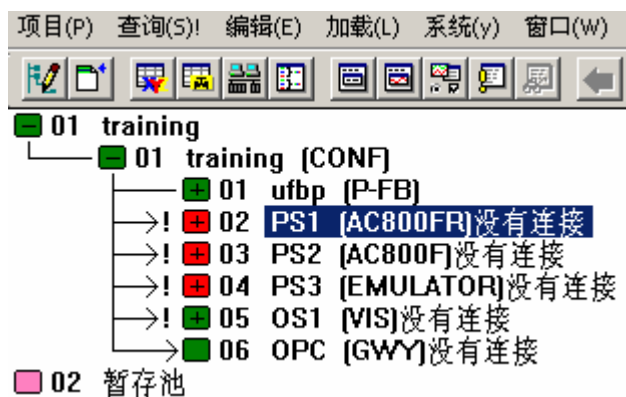 项目(P) 查询(S)! 编辑(E) 加载(L) 系统(y) 窗口(W)
01 training
01 training (CONF)
01 ufbp (P-FB)
! 02 PS1 (AC800FR)没有连接
! 03 PS2 (AC800F)没有连接
! 04 PS3 (EMULATOR)没有连接
! 05 OS1 (VIS)没有连接
06 OPC (GWY)没有连接
02 暂存池